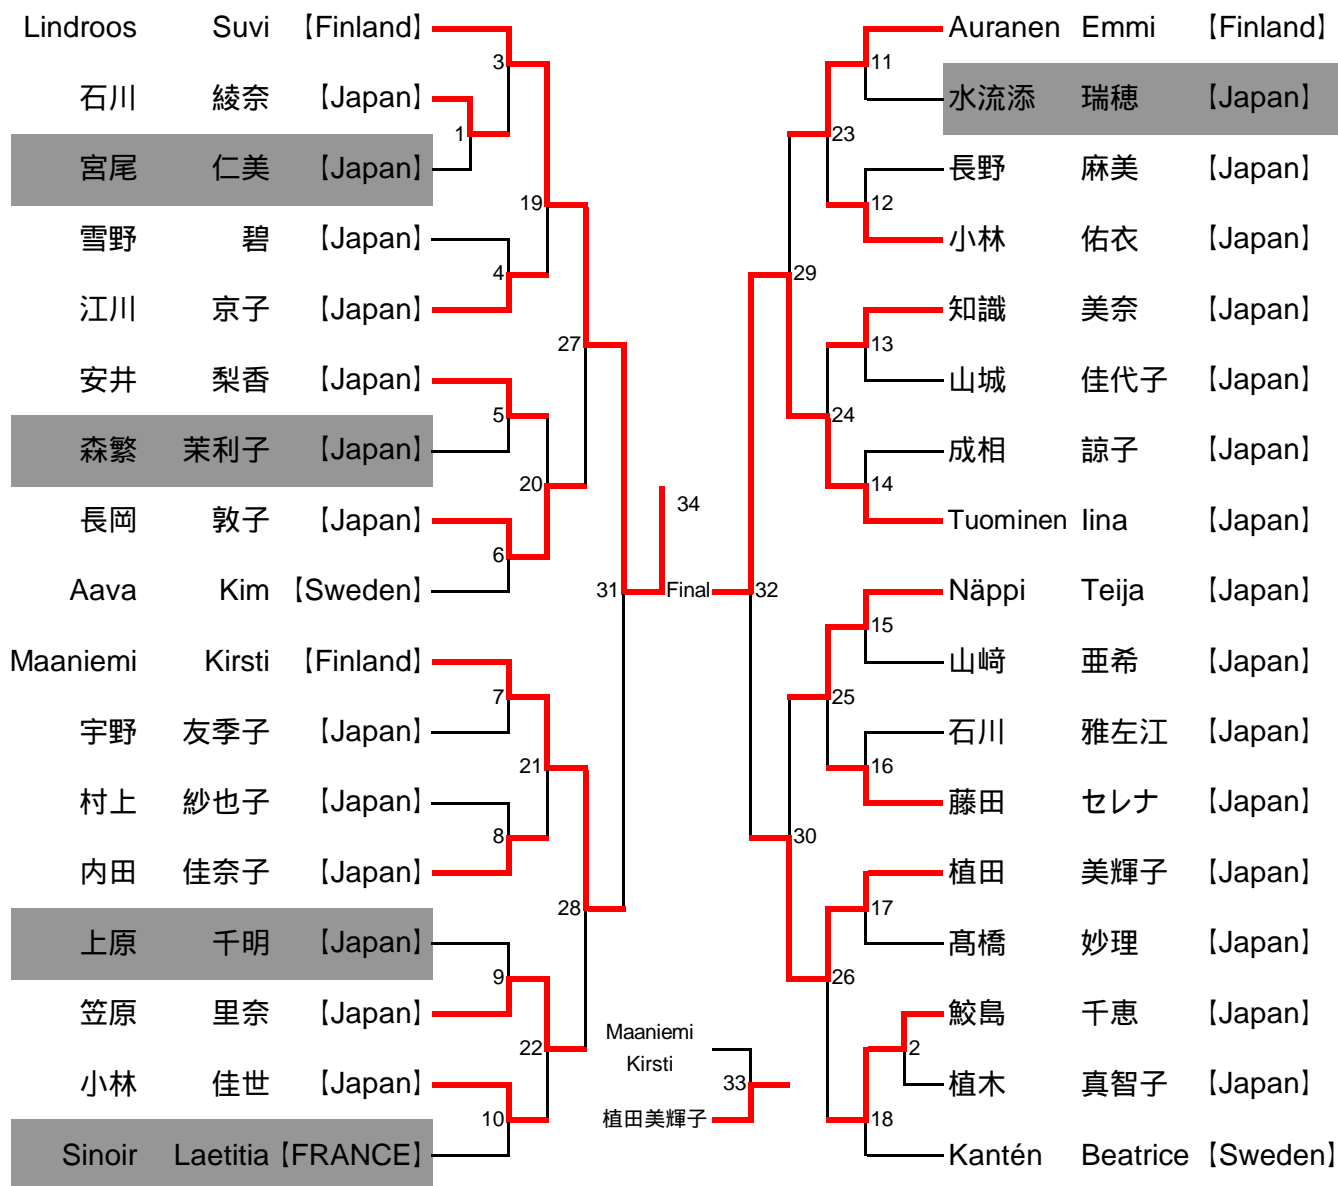 Lindroos Suvi 【Finland】
3
石川 綾奈 【Japan】
1
宮尾 仁美 【Japan】
19
雪野 碧 【Japan】
4
江川 京子 【Japan】
27
安井 梨香 【Japan】
5
森繁 茉利子 【Japan】
20
長岡 敦子 【Japan】
6
Aava Kim 【Sweden】
31
Maaniemi Kirsti 【Finland】
7
宇野 友季子 【Japan】
21
村上 紗也子 【Japan】
8
内田 佳奈子 【Japan】
28
上原 千明 【Japan】
9
笠原 里奈 【Japan】
22
小林 佳世 【Japan】
10
Sinoir Laetitia 【FRANCE】
34
Final
Maaniemi
Kirsti
33
植田美輝子
Auranen Emmi 【Finland】
11
水流添 瑞穂 【Japan】
23
長野 麻美 【Japan】
12
小林 佑衣 【Japan】
29
知識 美奈 【Japan】
13
山城 佳代子 【Japan】
24
成相 諒子 【Japan】
14
Tuominen Iina 【Japan】
32
Näppi Teija 【Japan】
15
山﨑 亜希 【Japan】
25
石川 雅左江 【Japan】
16
藤田 セレナ 【Japan】
30
植田 美輝子 【Japan】
17
髙橋 妙理 【Japan】
26
鮫島 千恵 【Japan】
2
植木 真智子 【Japan】
18
Kantén Beatrice 【Sweden】